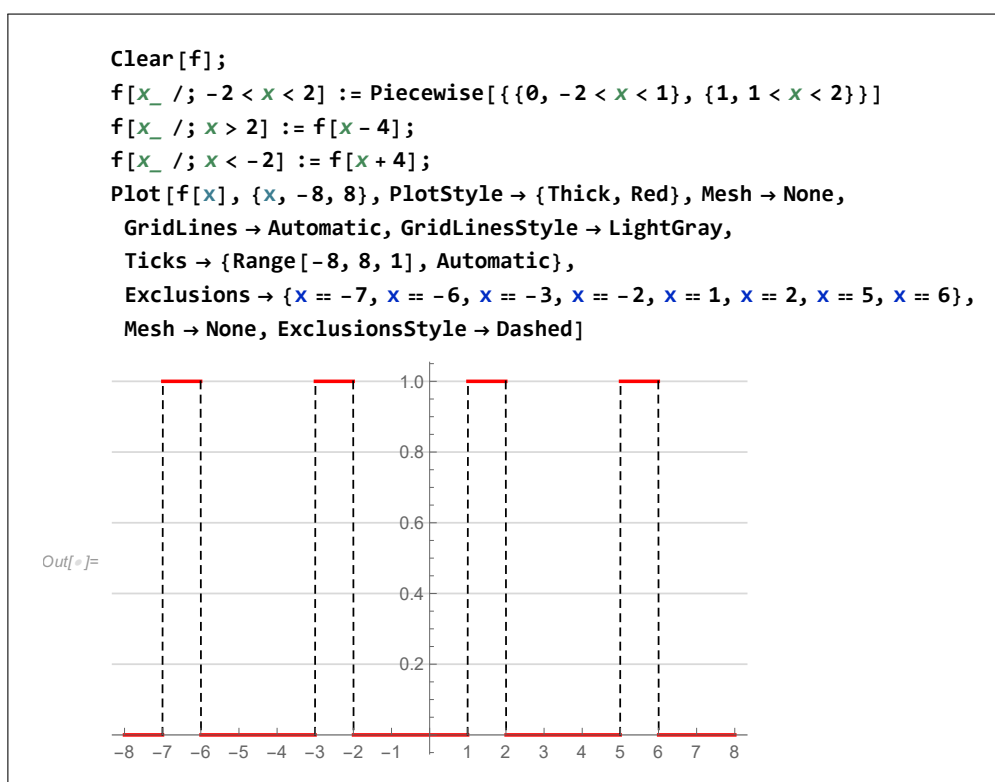 Clear[f];
f[x_ /; -2 < x < 2] := Piecewise[{{0, -2 < x < 1}, {1, 1 < x < 2}}]
f[x_ /; x > 2] := f[x - 4];
f[x_ /; x < -2] := f[x + 4];
Plot[f[x], {x, -8, 8}, PlotStyle → {Thick, Red}, Mesh → None,
GridLines → Automatic, GridLinesStyle → LightGray,
Ticks → {Range[-8, 8, 1], Automatic},
Exclusions → {x == -7, x == -6, x == -3, x == -2, x == 1, x == 2, x == 5, x == 6},
Mesh → None, ExclusionsStyle → Dashed]
1.0
0.8
0.6
Out[•]=
0.4
0.2
-8 -7 -6 -5 -4 -3 -2 -1 1 2 3 4 5 6 7 8